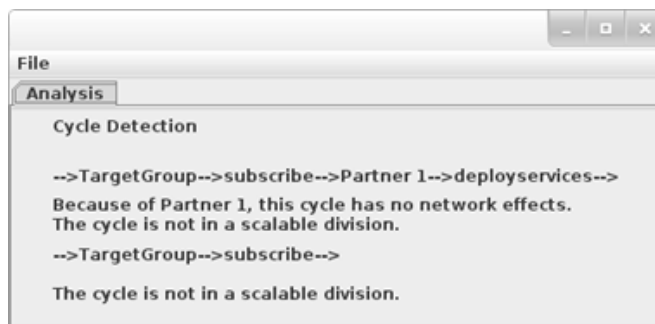 File
Analysis
Cycle Detection
-->TargetGroup-->subscribe-->Partner 1-->deployservices-->
Because of Partner 1, this cycle has no network effects.
The cycle is not in a scalable division.
-->TargetGroup-->subscribe-->
The cycle is not in a scalable division.